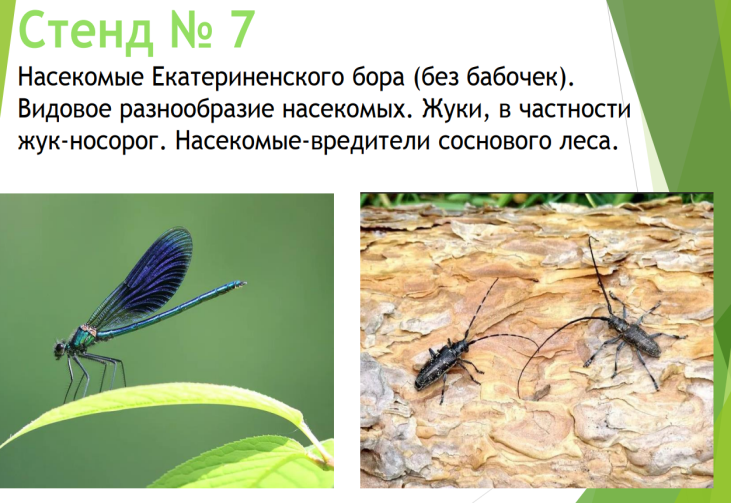 Стенд № 7
Насекомые Екатериненского бора (без бабочек).
Видовое разнообразие насекомых. Жуки, в частности
жук-носорог. Насекомые-вредители соснового леса.